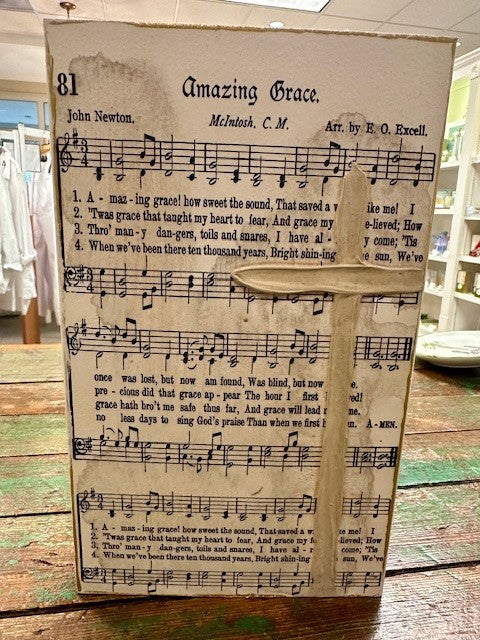 81
Amazing Grace.
John Newton.
McIntosh, C. M.
Arr. by E. O. Excell.
1. A - maz - ing grace! how sweet the sound, That saved a like me! I
2. 'Twas grace that taught my heart to fear, And grace my e-lieved; How
3. Thro' man - y dan-gers, toils and snares, I have al - y come; 'Tis
4. When we've been there ten thousand years, Bright shin-ing e sun, We've
once was lost, but now am found, Was blind, but now e.
pre - cious did that grace ap - pear The hour I first ed!
grace hath bro't me safe thus far, And grace will lead me.
no less days to sing God's praise Than when we first un. A-MEN.
1. A - maz - ing grace! how sweet the sound, That saved a w ke me! I
2. 'Twas grace that taught my heart to fear, And grace my f lieved; How
3. Thro' man - y dan-gers, toils and snares, I have al - r come; 'Tis
4. When we've been there ten thousand years, Bright shin-ing sun, We've